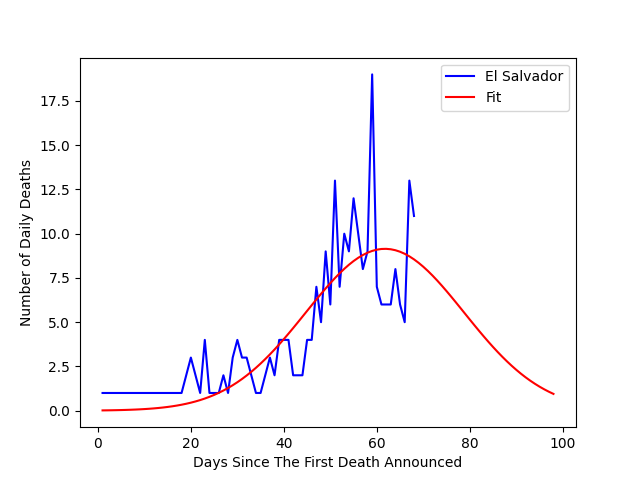 El Salvador
Fit
17.5
15.0
12.5
10.0
7.5
5.0
2.5
0.0
Number of Daily Deaths
0 20 40 60 80 100
Days Since The First Death Announced